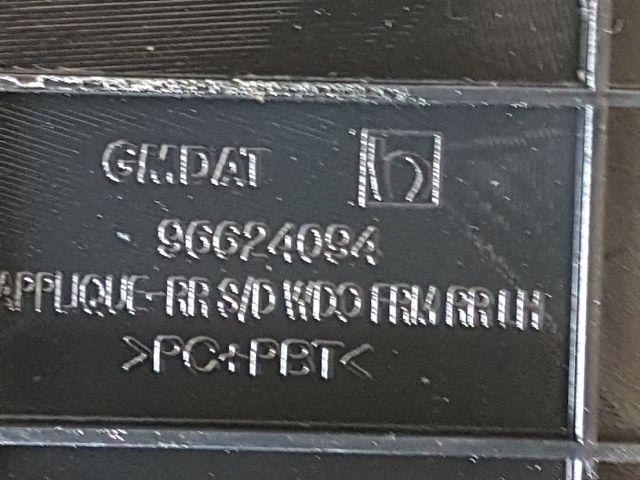 GMDAT h
96624094
APPLIQUE-RR S/D WDO FRM RR LH
>PC+PBT<